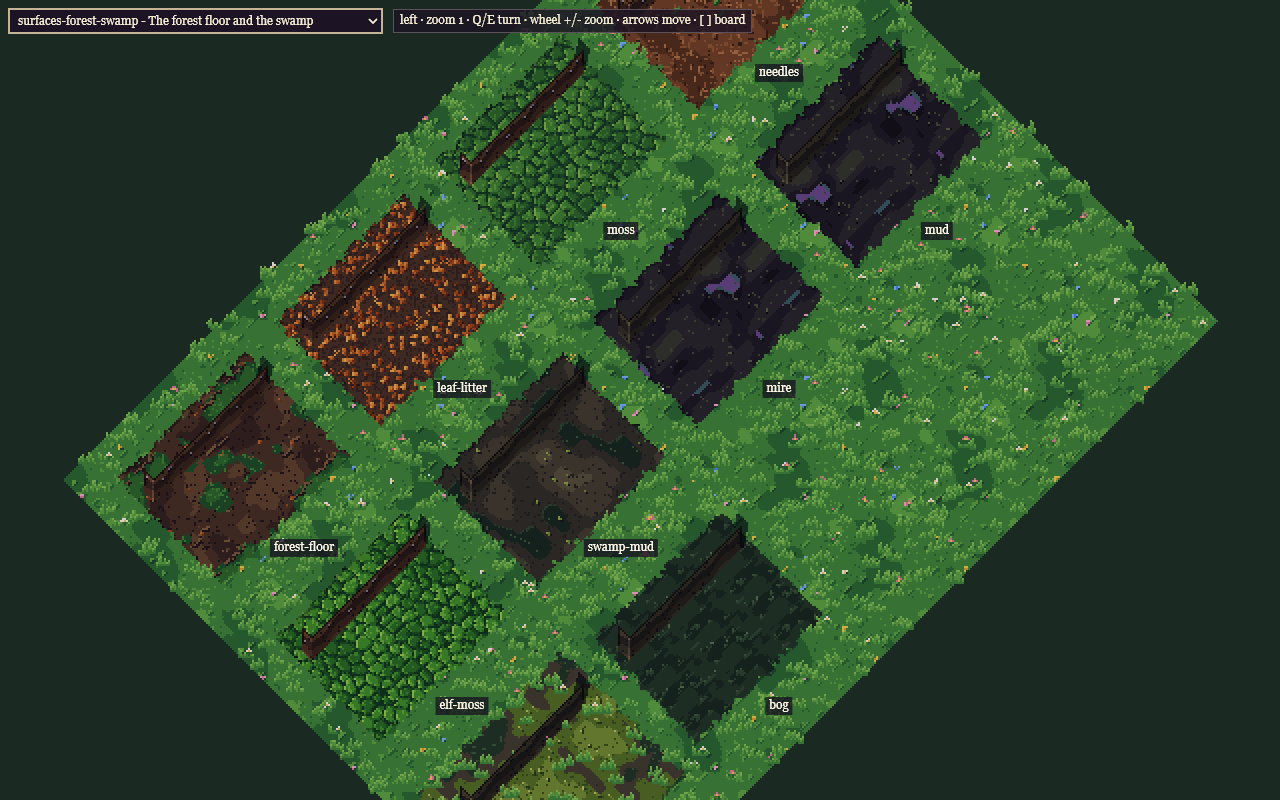 surfaces-forest-swamp - The forest floor and the swamp
left · zoom 1 · Q/E turn · wheel +/- zoom · arrows move · [ ] board
needles
moss
mud
leaf-litter
mire
forest-floor
swamp-mud
elf-moss
bog